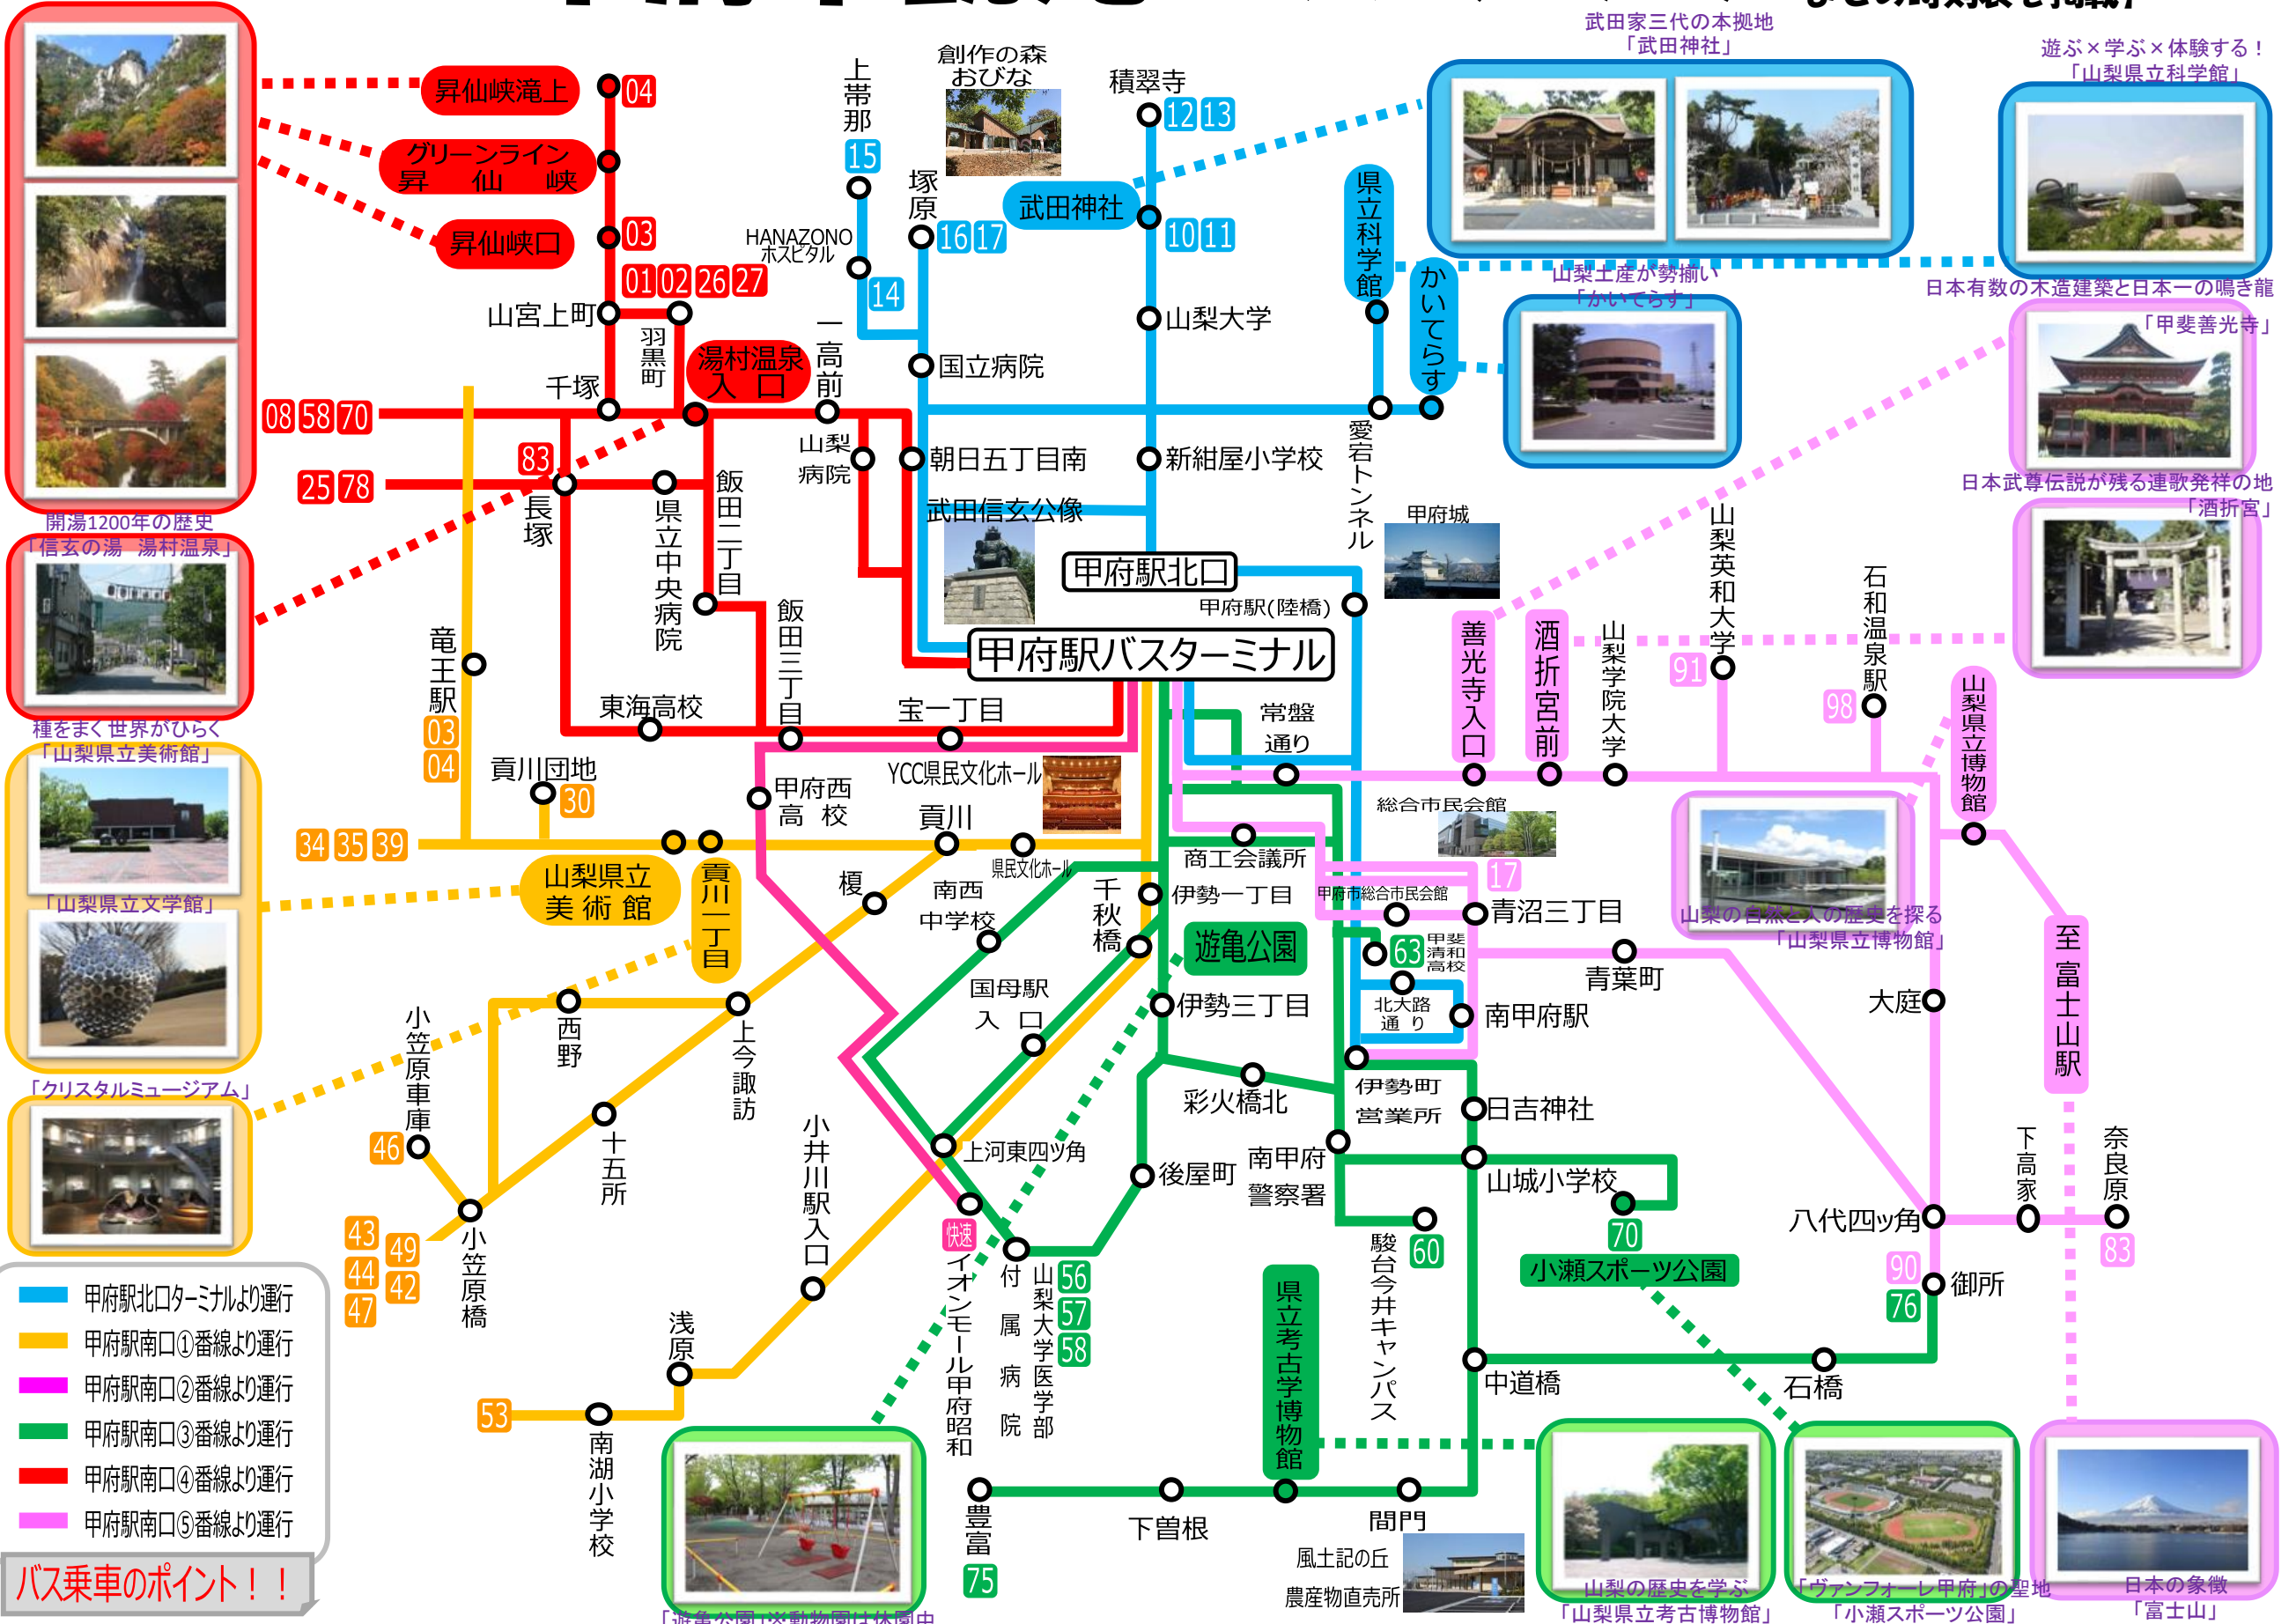 武田家三代の本拠地
「武田神社」
遊ぶ×学ぶ×体験する！
「山梨県立科学館」
創作の森
おびな
上帯那
15
積翠寺
12 13
昇仙峡滝上
04
グリーンライン
昇仙峡
昇仙峡口
03
01 02 26 27
山宮上町
羽黒町
HANAZONO
ホスピタル
14
塚原
16 17
武田神社
10 11
県立科学館
かいてらす
山梨土産が勢揃い
「かいてらす」
日本有数の木造建築と日本一の鳴き龍
「甲斐善光寺」
山梨大学
国立病院
一高前
湯村温泉
入口
千塚
08 58 70
山梨
病院
朝日五丁目南
新紺屋小学校
愛宕トンネル
83
25 78
長塚
県立中央病院
飯田二丁目
武田信玄公像
甲府城
日本武尊伝説が残る連歌発祥の地
「酒折宮」
開湯1200年の歴史
「信玄の湯 湯村温泉」
甲府駅北口
甲府駅(陸橋)
甲府駅バスターミナル
善光寺入口
酒折宮前
山梨学院大学
山梨英和大学
91
石和温泉駅
98
山梨県立博物館
竜王駅
03
04
飯田三丁目
東海高校
宝一丁目
常盤
通り
種をまく世界がひらく
「山梨県立美術館」
貢川団地
30
甲府西
高校
YCC県民文化ホール
貢川
総合市民会館
17
34 35 39
県民文化ホール
商工会議所
山梨県立
美術館
貢川一丁目
榎
南西
中学校
千秋橋
伊勢一丁目
甲府市総合市民会館
青沼三丁目
山梨の自然と人の歴史を探る
「山梨県立博物館」
「山梨県立文学館」
遊亀公園
63
甲斐
清和
高校
青葉町
至富士山駅
国母駅
入口
伊勢三丁目
北大路
通り
南甲府駅
大庭
西野
上今諏訪
小笠原車庫
46
「クリスタルミュージアム」
彩火橋北
伊勢町
営業所
日吉神社
十五所
小井川駅入口
上河東四ツ角
後屋町
南甲府
警察署
山城小学校
70
小瀬スポーツ公園
下高家
奈良原
83
八代四ッ角
43
44
47
49
42
小笠原橋
快速
イオンモール甲府昭和
山梨大学医学部
付属病院
56
57
58
駿台今井キャンパス
60
90
76
御所
甲府駅北口ターミナルより運行
甲府駅南口①番線より運行
甲府駅南口②番線より運行
甲府駅南口③番線より運行
甲府駅南口④番線より運行
甲府駅南口⑤番線より運行
浅原
53
南湖小学校
県立考古学博物館
中道橋
石橋
豊富
75
下曽根
間門
風土記の丘
農産物直売所
バス乗車のポイント！！
「遊亀公園」※動物園は休園中
山梨の歴史を学ぶ
「山梨県立考古博物館」
「ヴァンフォーレ甲府」の聖地
「小瀬スポーツ公園」
日本の象徴
「富士山」